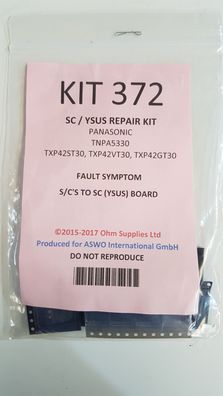 KIT 372
SC / YSUS REPAIR KIT
PANASONIC
TNPA5330
TXP42ST30, TXP42VT30, TXP42GT30
FAULT SYMPTOM
S/C'S TO SC (YSUS) BOARD
©2015-2017 Ohm Supplies Ltd
Produced for ASWO International GmbH
DO NOT REPRODUCE